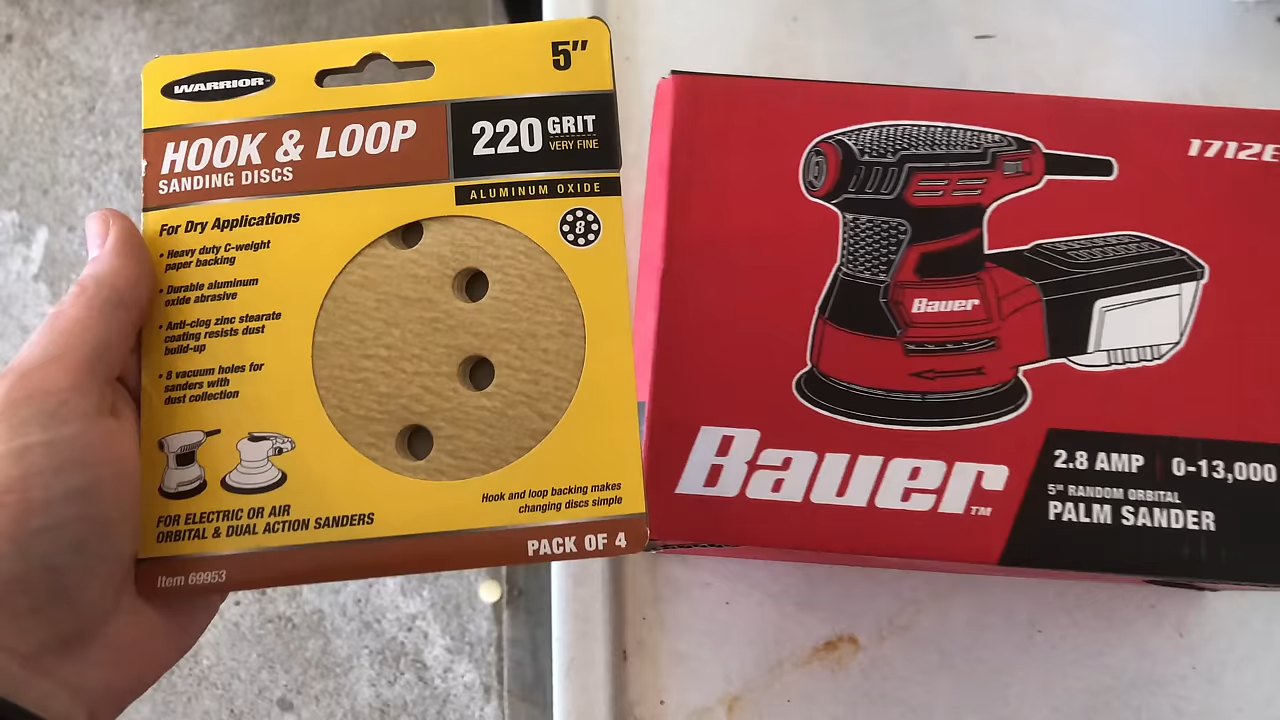 WARRIOR
5"
HOOK & LOOP
SANDING DISCS
220 GRIT
VERY FINE
ALUMINUM OXIDE
8
For Dry Applications
• Heavy duty C-weight
paper backing
• Durable aluminum
oxide abrasive
• Anti-clog zinc stearate
coating resists dust
build-up
• 8 vacuum holes for
sanders with
dust collection
Hook and loop backing makes
changing discs simple
FOR ELECTRIC OR AIR
ORBITAL & DUAL ACTION SANDERS
PACK OF 4
Item 69953
1712E
Bauer
Bauer™
2.8 AMP | 0-13,000
5" RANDOM ORBITAL
PALM SANDER